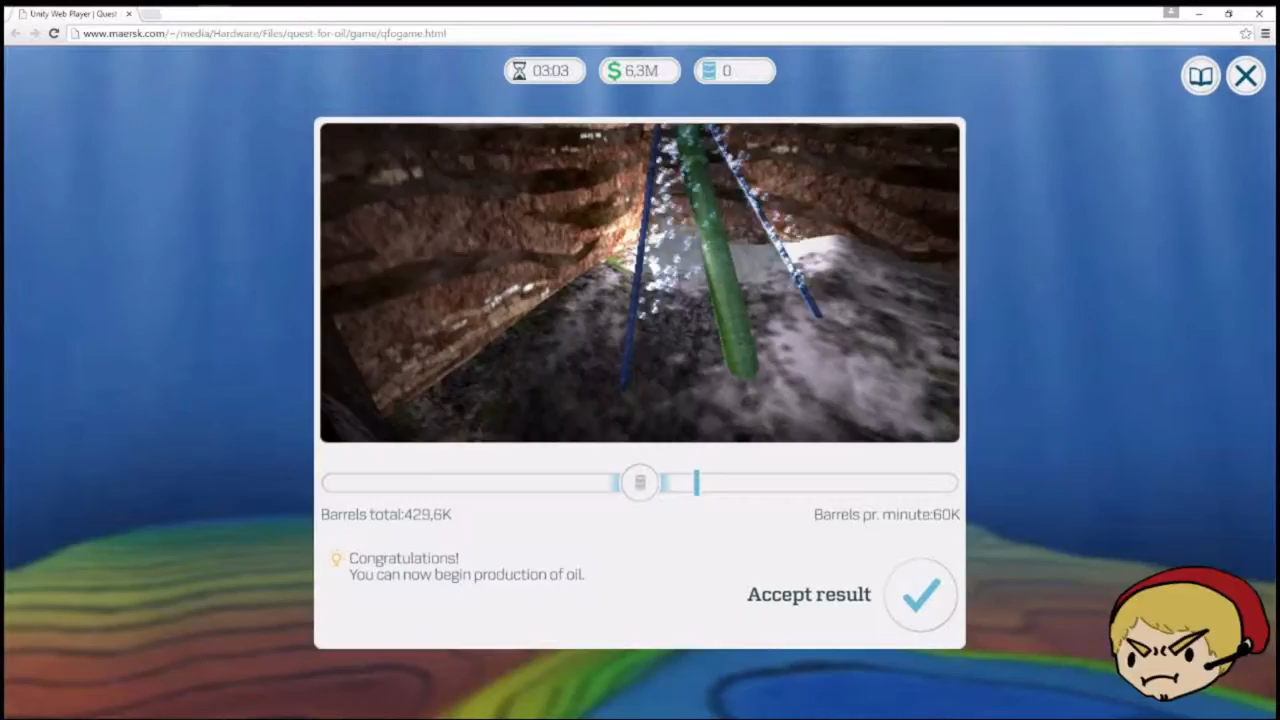 Unity Web Player | Quest
www.maersk.com/~/media/Hardware/Files/quest-for-oil/game/qfogame.html
03:03
$ 6,3M
0
Barrels total:429,6K
Barrels pr. minute:60K
Congratulations!
You can now begin production of oil.
Accept result